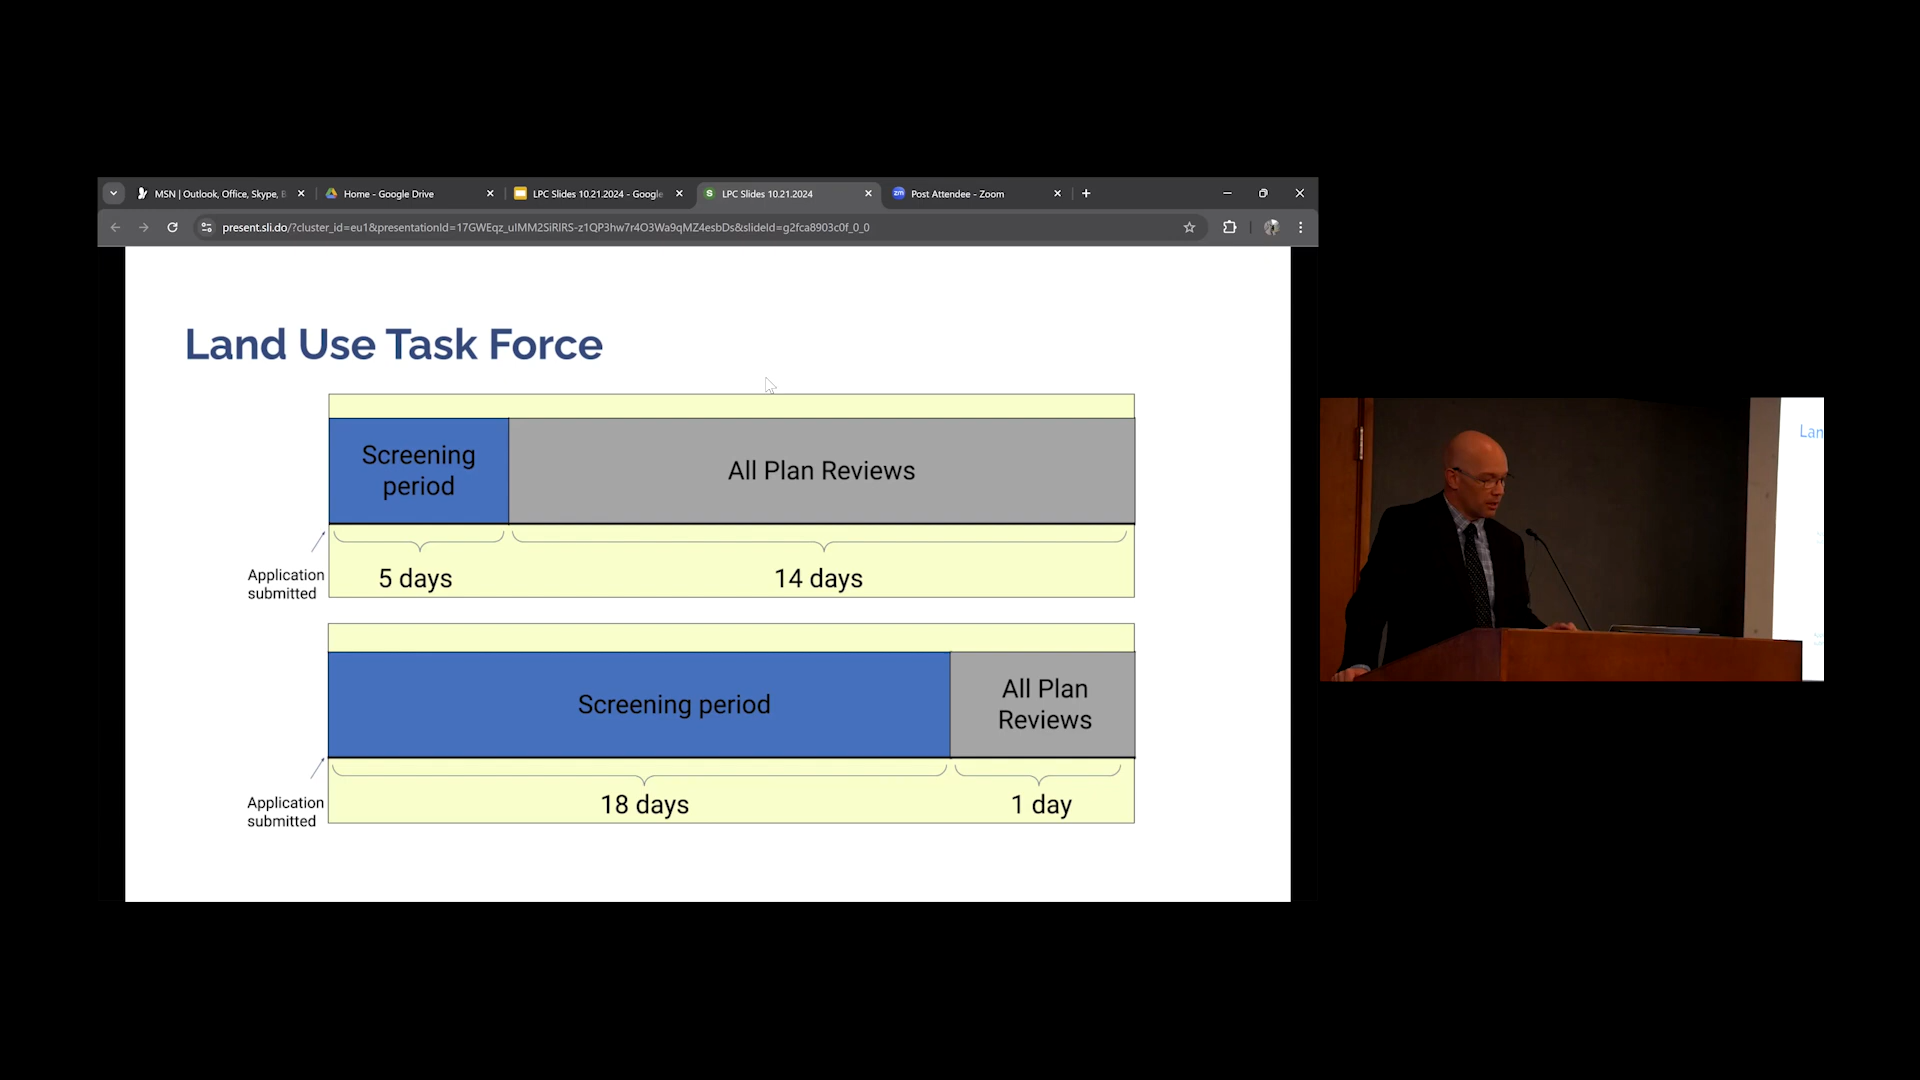 MSN | Outlook, Office, Skype,
Home - Google Drive
LPC Slides 10.21.2024 - Google
LPC Slides 10.21.2024
zm
Post Attendee - Zoom
present.sli.do/?cluster_id=eu1&presentationId=17GWEqz_uIMM2SiRlRS-z1QP3hw7r4O3Wa9qMZ4esbDs&slideId=g2fca8903c0f_0_0
Land Use Task Force
Screening
period
All Plan Reviews
Application
submitted
5 days
14 days
Screening period
All Plan
Reviews
Application
submitted
18 days
1 day
Lan